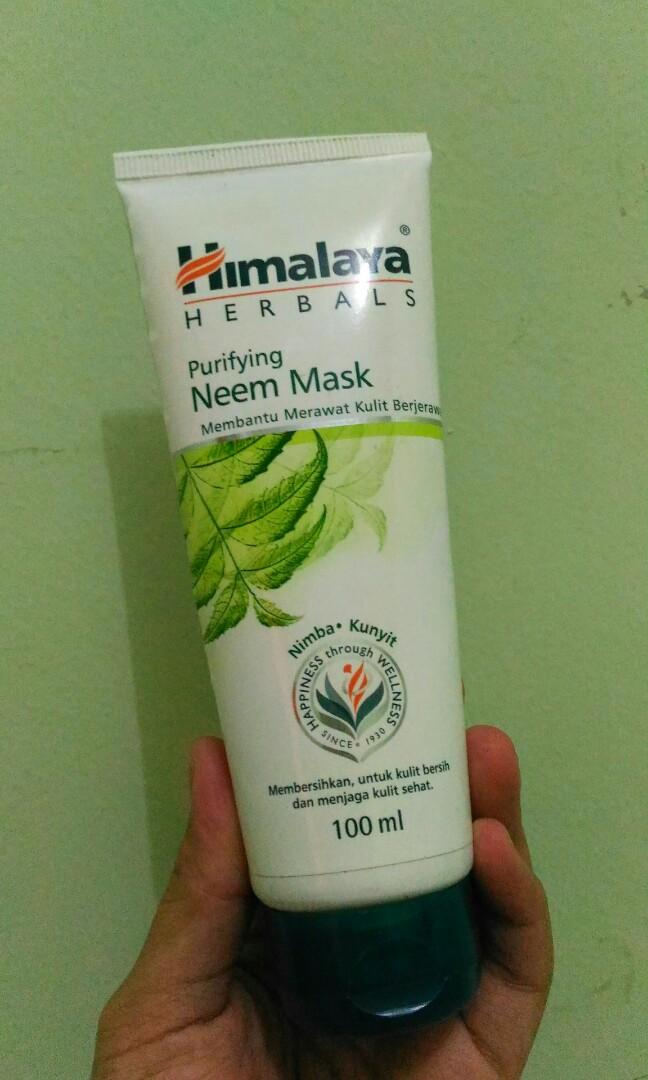 Himalaya®
HERBALS
Purifying
Neem Mask
Membantu Merawat Kulit
Nimba • Kunyit
HAPPINESS through WELLNESS
SINCE • 1930
Membersihkan, untuk kulit bersih
dan menjaga kulit sehat.
100 ml